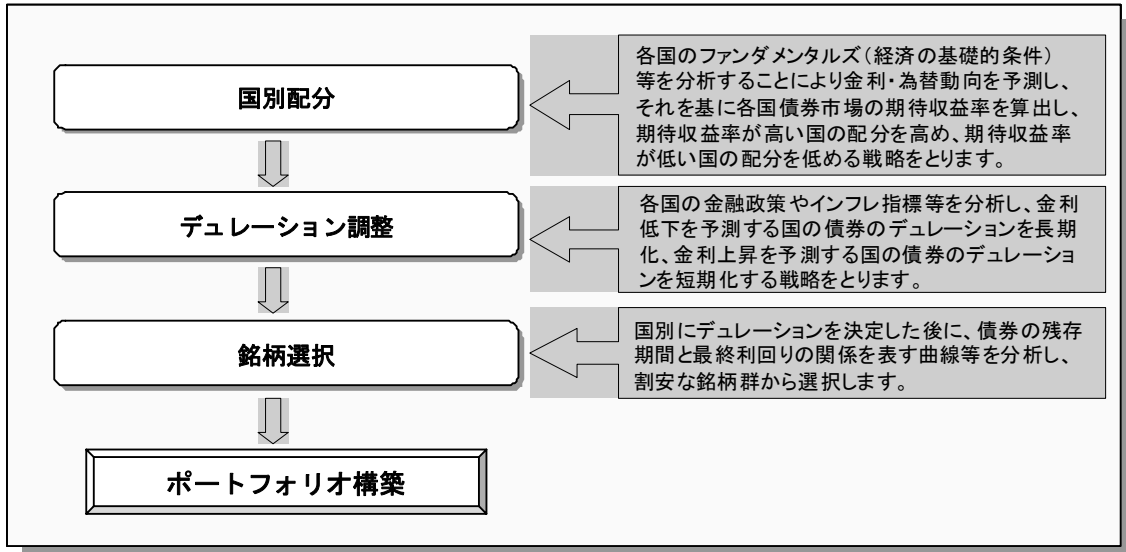 国別配分
各国のファンダメンタルズ（経済の基礎的条件）
等を分析することにより金利・為替動向を予測し、
それを基に各国債券市場の期待収益率を算出し、
期待収益率が高い国の配分を高め、期待収益率
が低い国の配分を低める戦略をとります。
デュレーション調整
各国の金融政策やインフレ指標等を分析し、金利
低下を予測する国の債券のデュレーションを長期
化、金利上昇を予測する国の債券のデュレーショ
ンを短期化する戦略をとります。
銘柄選択
国別にデュレーションを決定した後に、債券の残存
期間と最終利回りの関係を表す曲線等を分析し、
割安な銘柄群から選択します。
ポートフォリオ構築